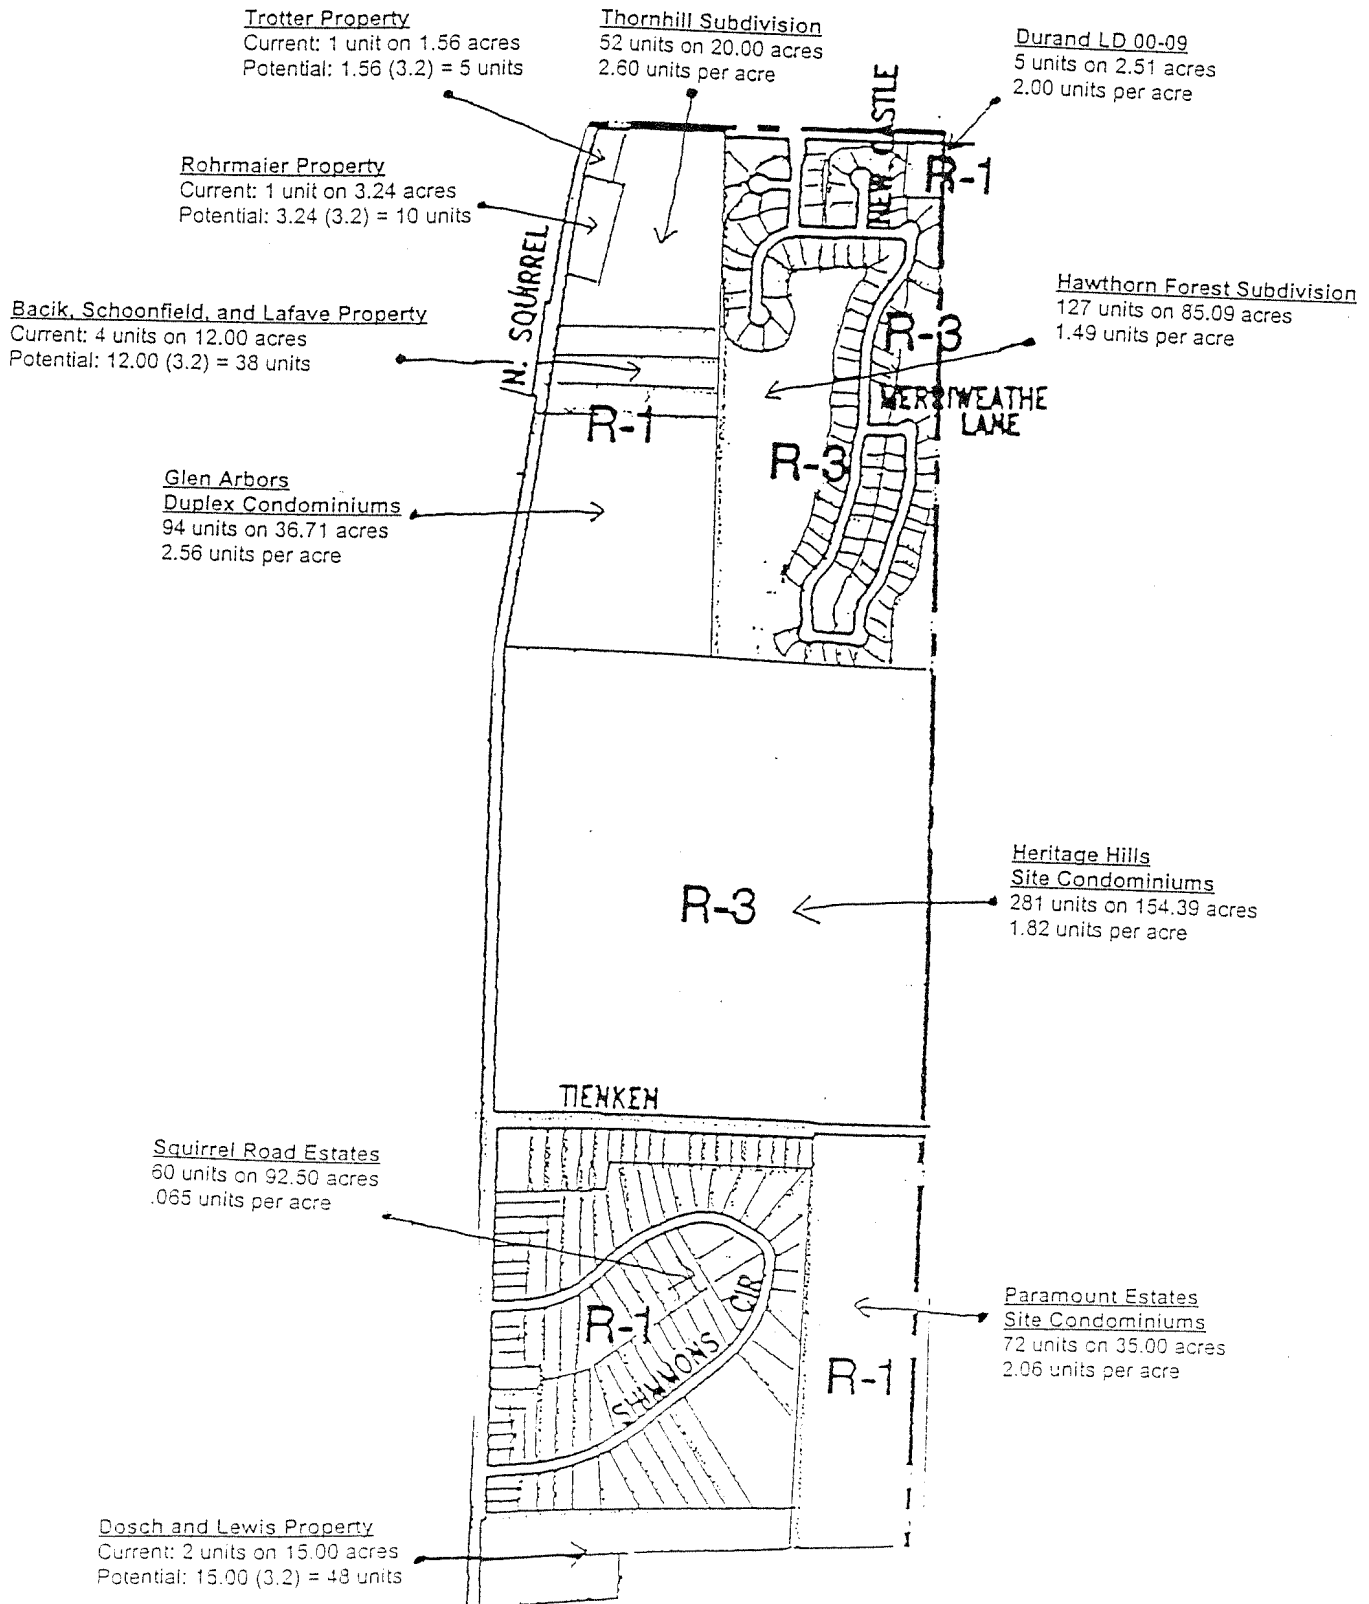 Trotter Property
Current: 1 unit on 1.56 acres
Potential: 1.56 (3.2) = 5 units
Thornhill Subdivision
52 units on 20.00 acres
2.60 units per acre
Durand LD 00-09
5 units on 2.51 acres
2.00 units per acre
NEW CASTLE
R-1
Rohrmaier Property
Current: 1 unit on 3.24 acres
Potential: 3.24 (3.2) = 10 units
N. SQUIRREL
Hawthorn Forest Subdivision
127 units on 85.09 acres
1.49 units per acre
R-3
Bacik, Schoonfield, and Lafave Property
Current: 4 units on 12.00 acres
Potential: 12.00 (3.2) = 38 units
R-1
MERRIWEATHE
LANE
R-3
Glen Arbors
Duplex Condominiums
94 units on 36.71 acres
2.56 units per acre
R-3
Heritage Hills
Site Condominiums
281 units on 154.39 acres
1.82 units per acre
TIENKEN
Squirrel Road Estates
60 units on 92.50 acres
.065 units per acre
R-1
SIMMONS
CIR
Paramount Estates
Site Condominiums
72 units on 35.00 acres
2.06 units per acre
R-1
Dosch and Lewis Property
Current: 2 units on 15.00 acres
Potential: 15.00 (3.2) = 48 units